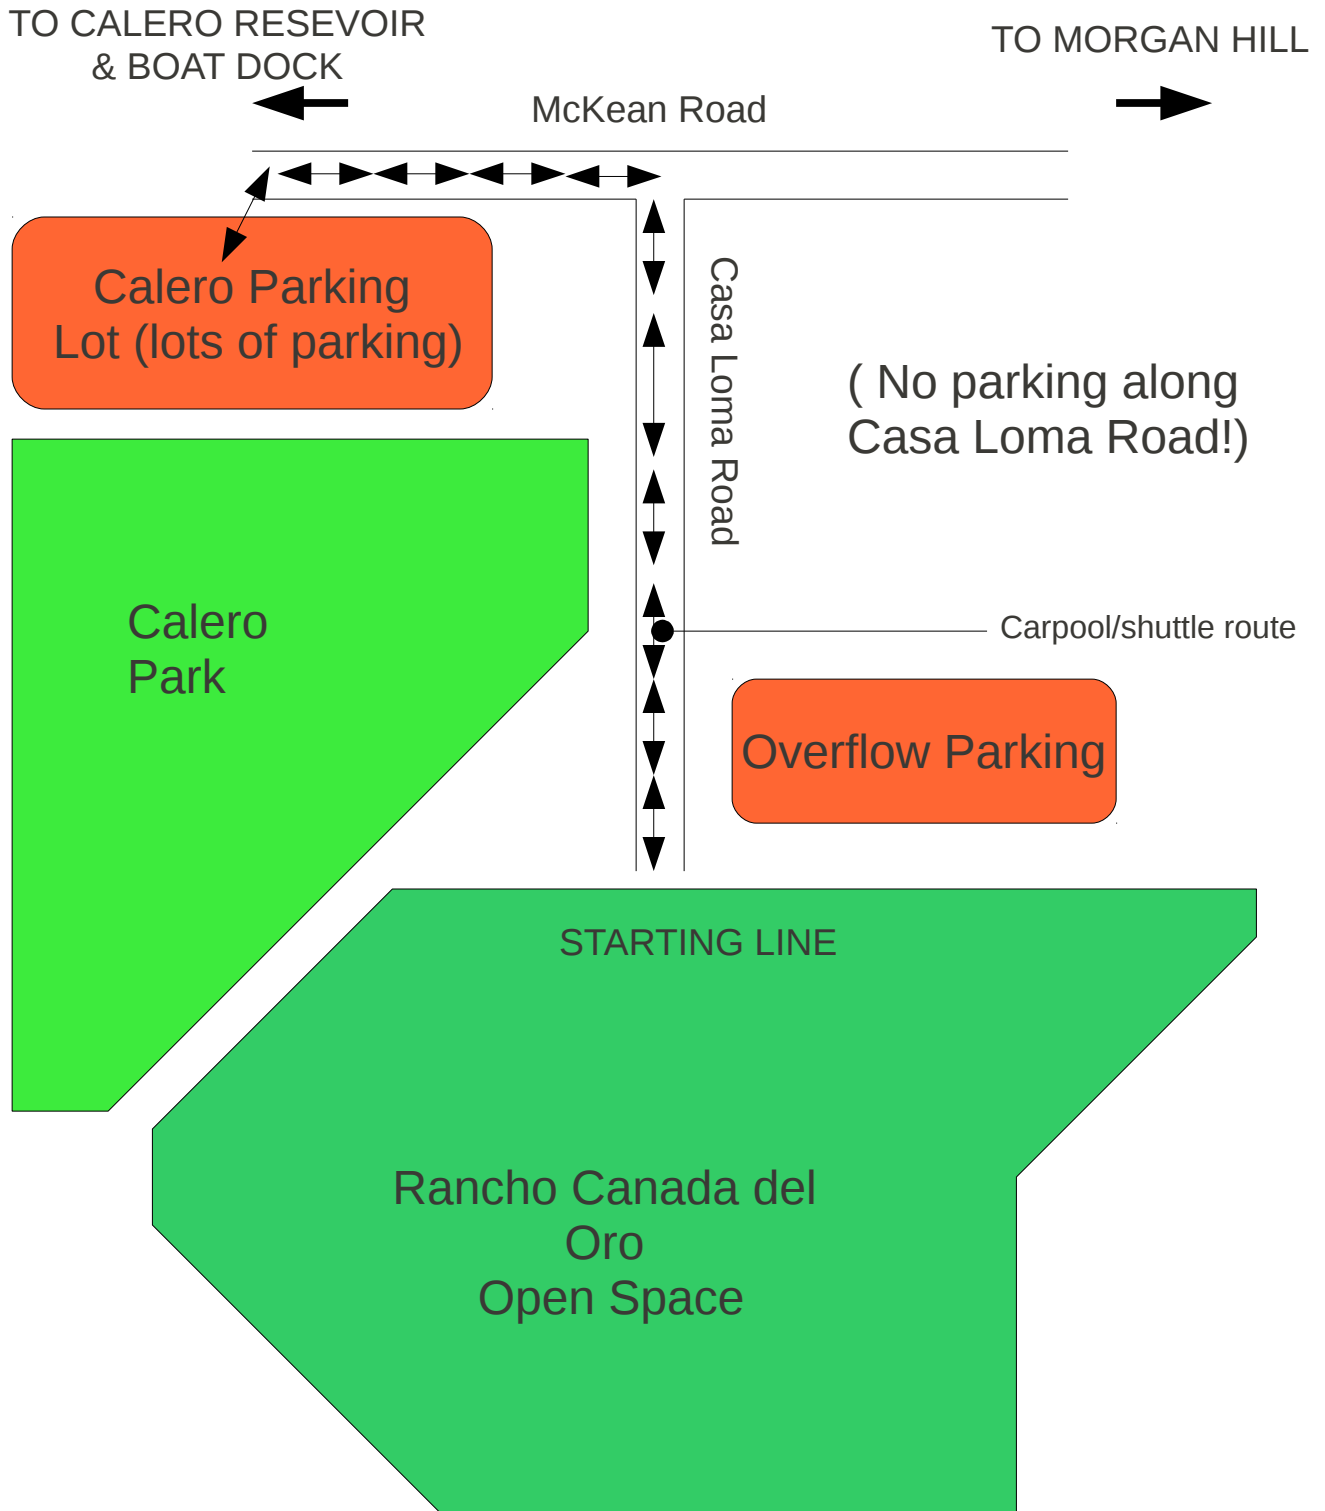 TO CALERO RESEVOIR
& BOAT DOCK
TO MORGAN HILL
McKean Road
Calero Parking
Lot (lots of parking)
Casa Loma Road
( No parking along
Casa Loma Road!)
Calero
Park
Carpool/shuttle route
Overflow Parking
STARTING LINE
Rancho Canada del
Oro
Open Space